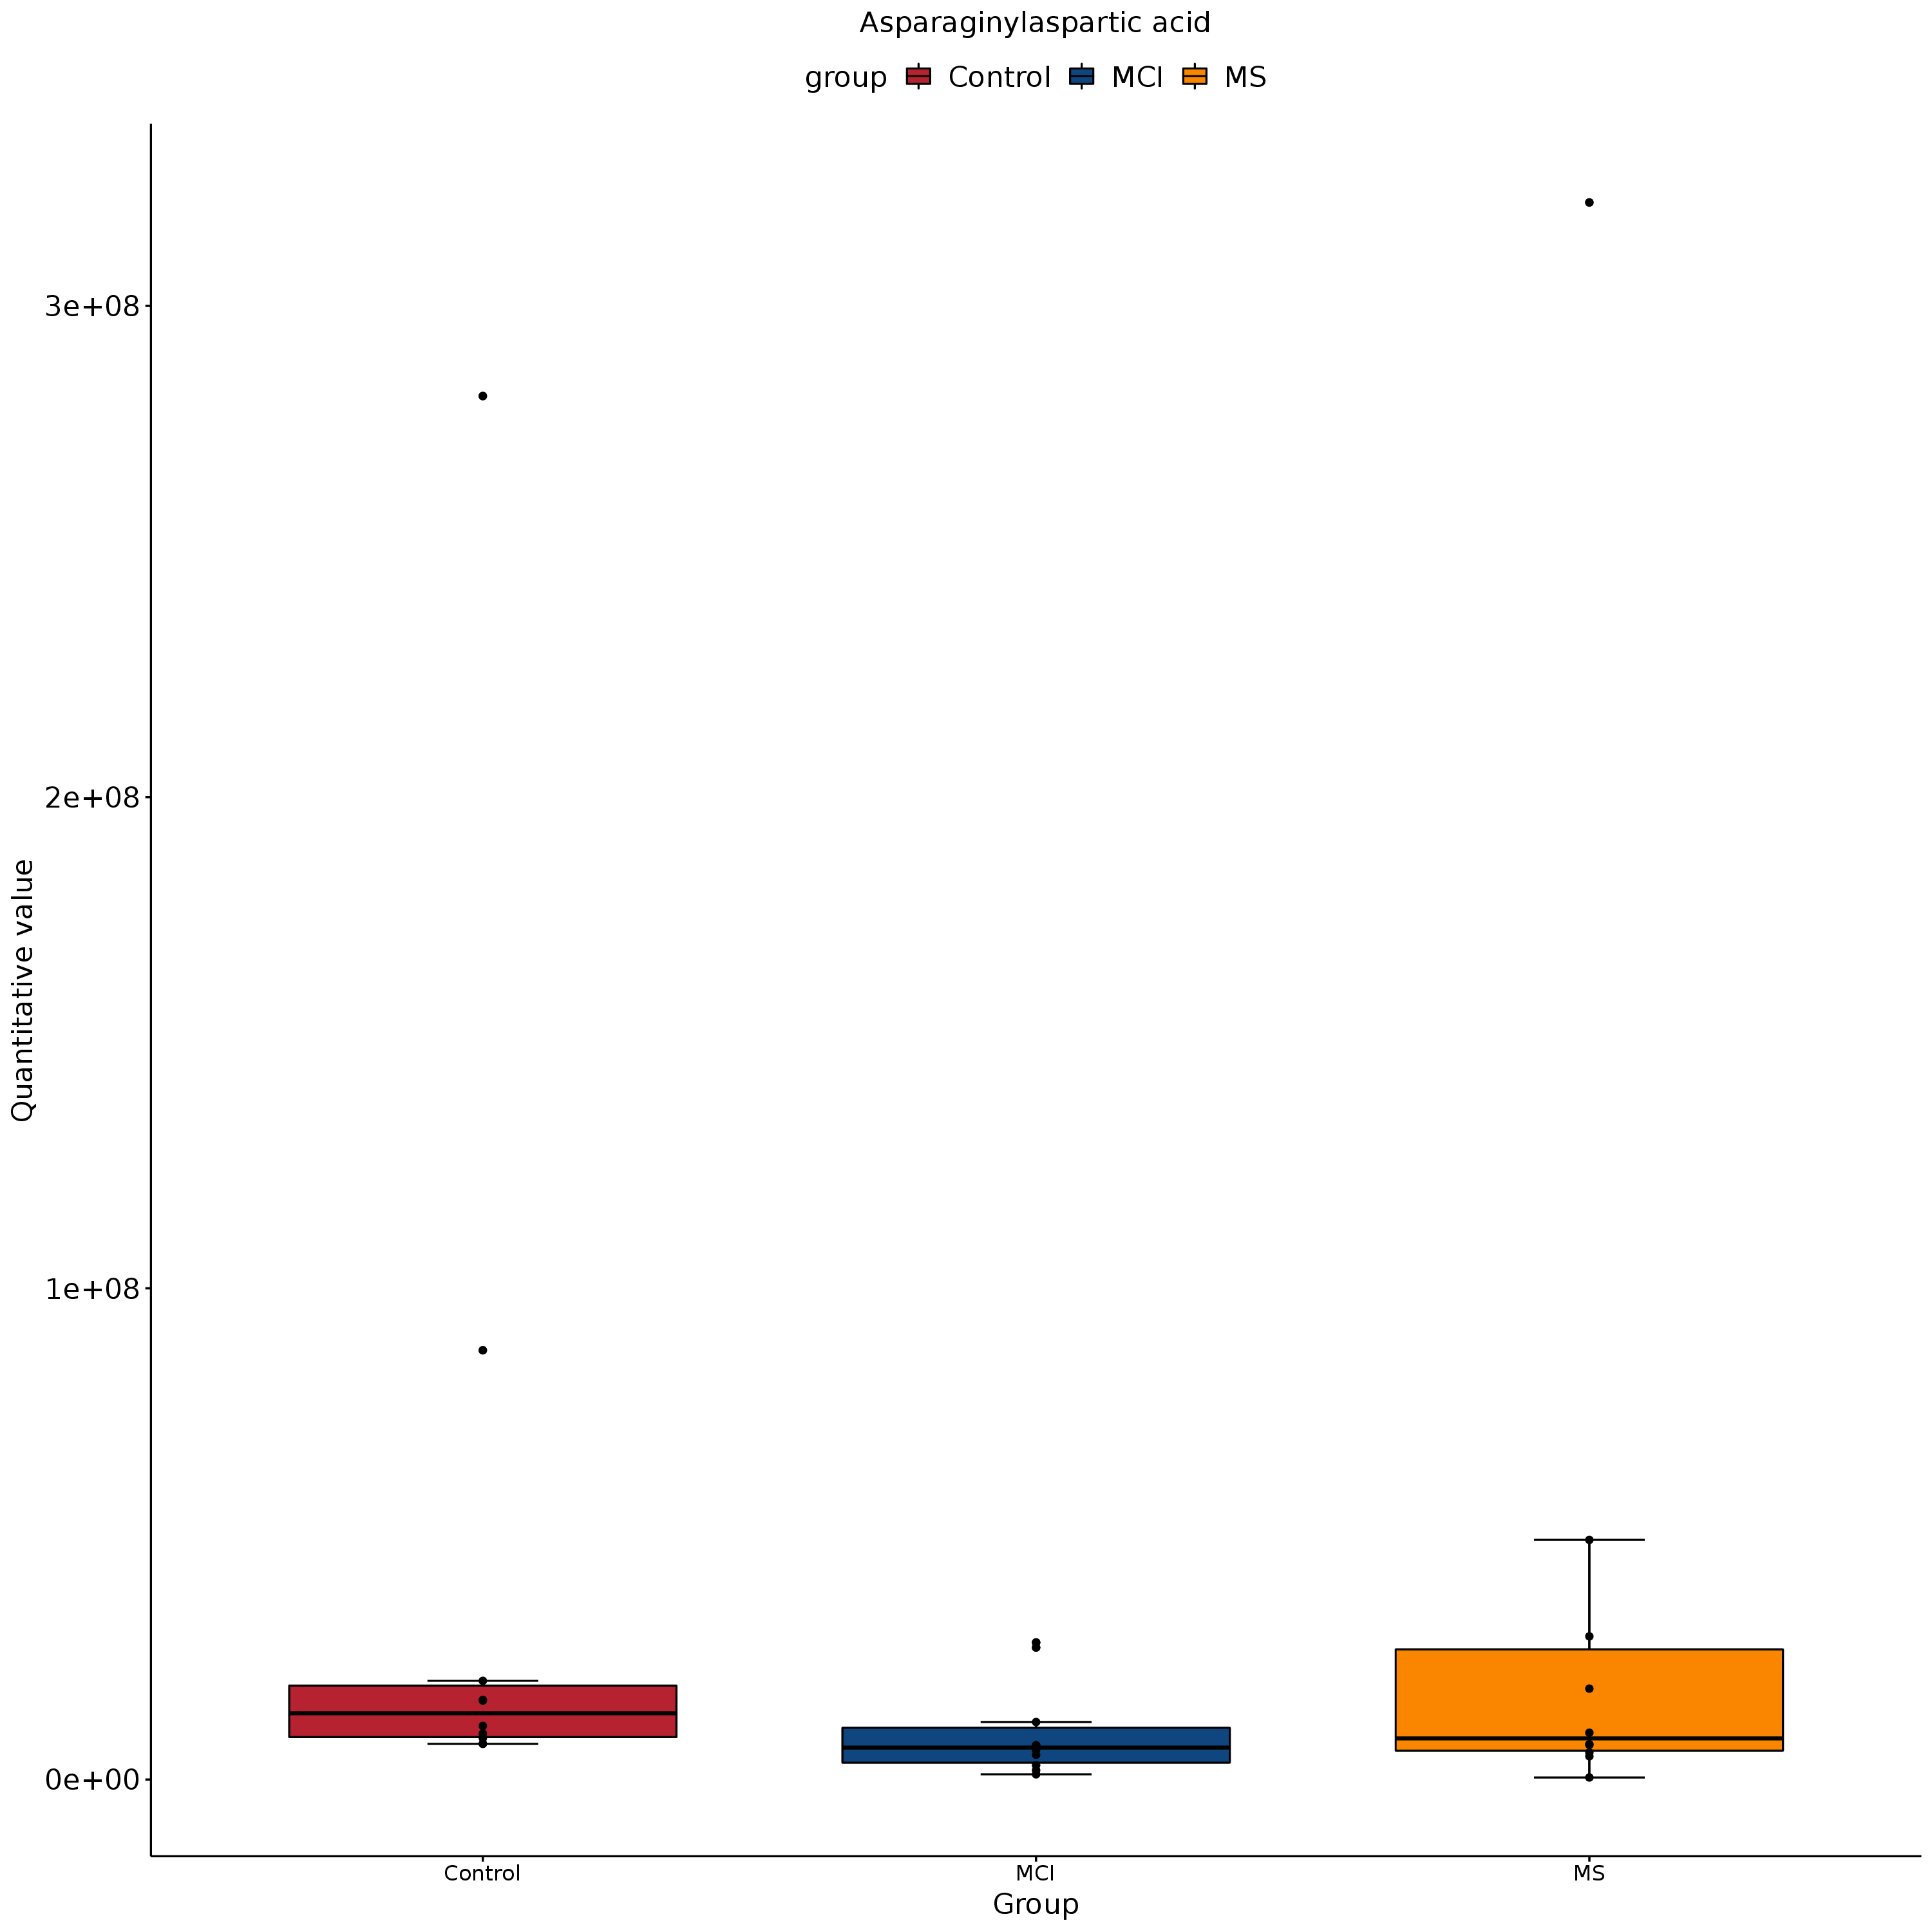 Asparaginylaspartic acid
group Control MCI MS
Quantitative value
3e+08
2e+08
1e+08
0e+00
Control MCI MS
Group